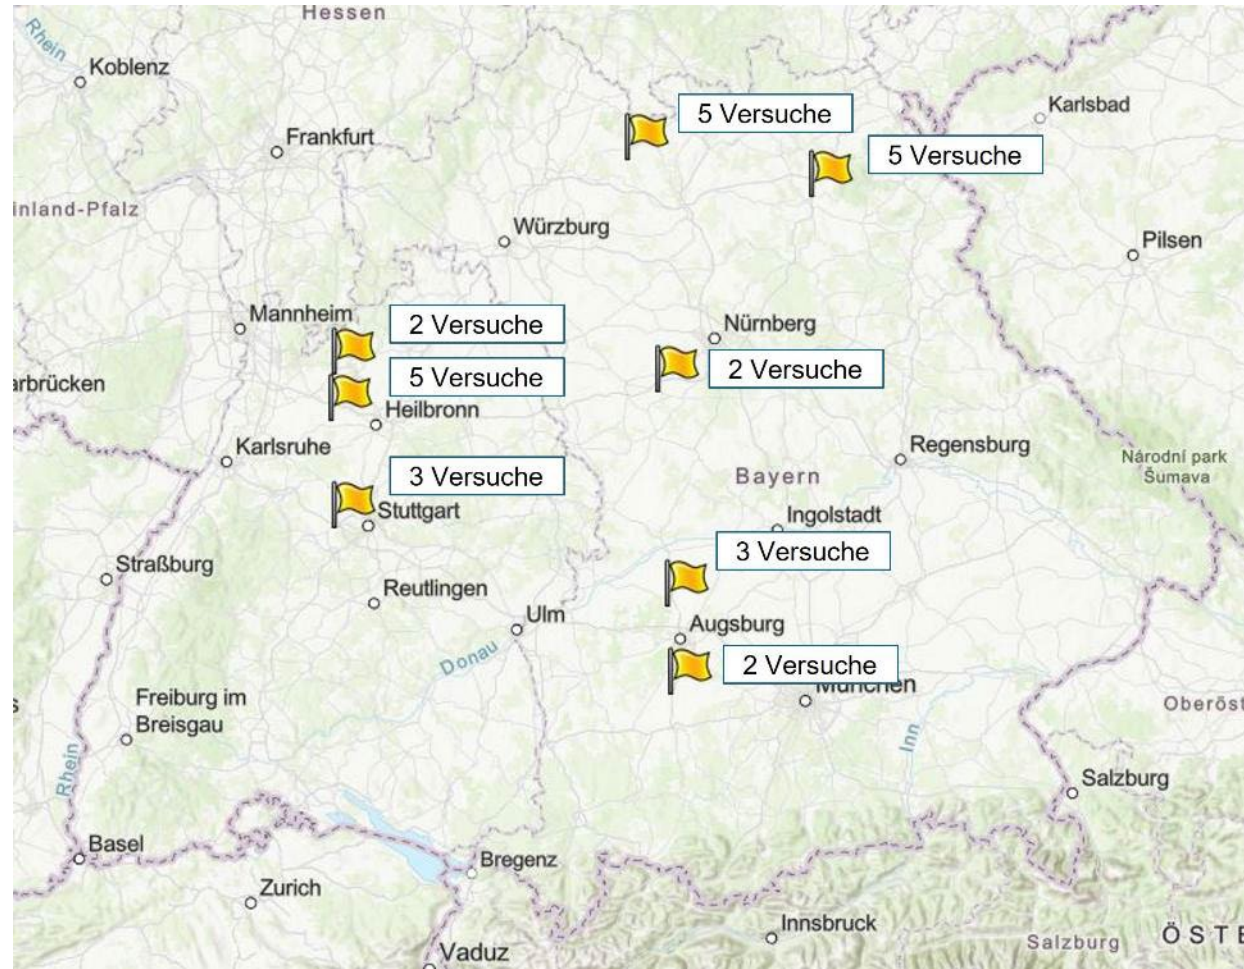 Hessen
Rhein
Koblenz
5 Versuche
Karlsbad
Frankfurt
5 Versuche
inland-Pfalz
Würzburg
Pilsen
Mannheim
2 Versuche
Nürnberg
5 Versuche
2 Versuche
arbrücken
Heilbronn
Karlsruhe
Regensburg
3 Versuche
Bayern
Národní park
Šumava
Stuttgart
Ingolstadt
3 Versuche
Straßburg
Reutlingen
Ulm
Augsburg
Donau
2 Versuche
München
Freiburg im
Breisgau
s
Oberöst
Inn
Rhein
Salzburg
Basel
Bregenz
Zurich
Innsbruck
Salzburg
ÖSTE
Vaduz